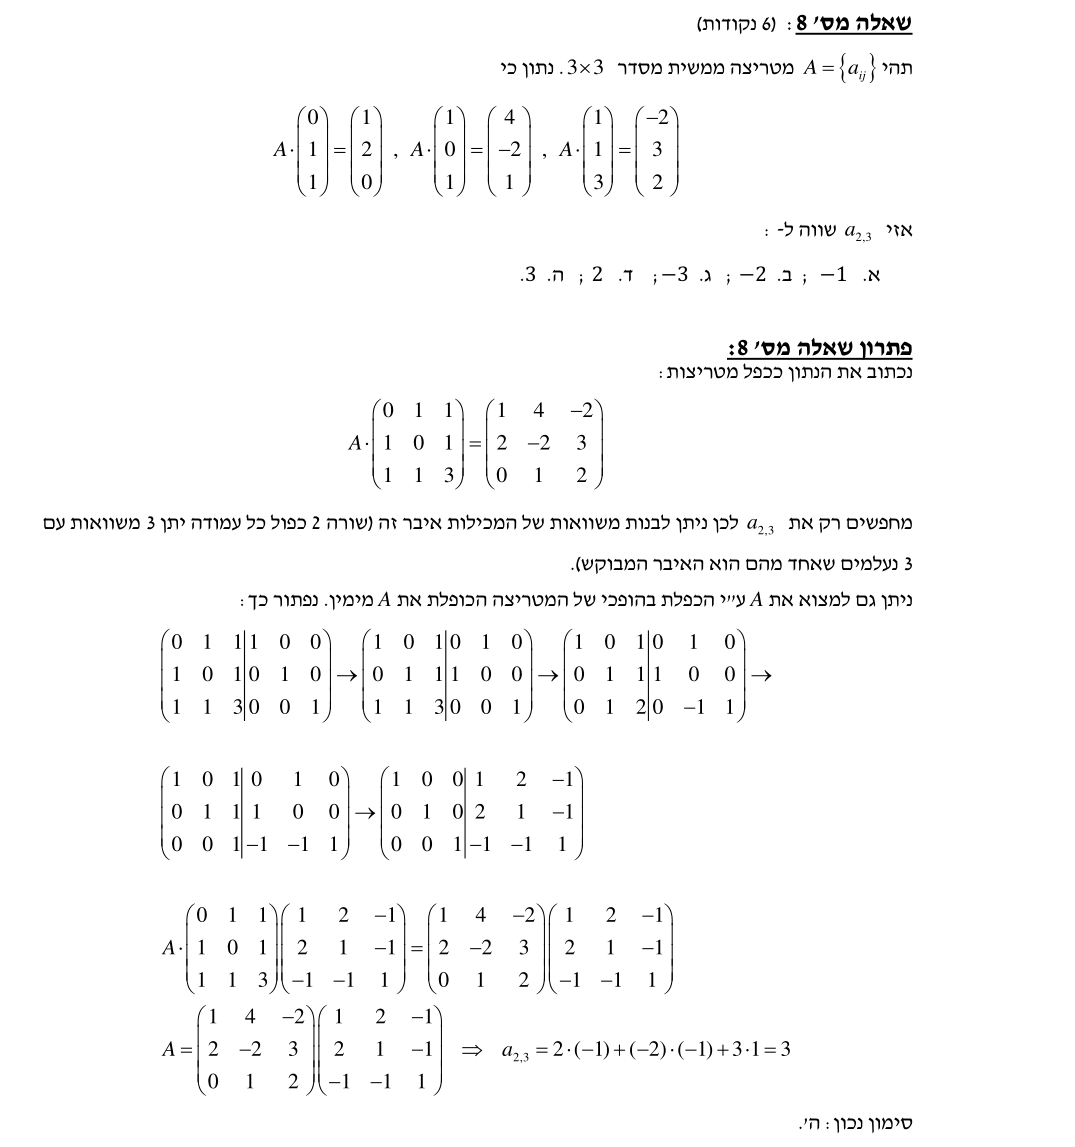 שאלה מס׳ 8 : (6 נקודות)
תהי A = {a_ij} מטריצה ממשית מסדר 3×3 . נתון כי
A·(0 1 1) = (1 2 0) , A·(1 0 1) = (4 −2 1) , A·(1 1 3) = (−2 3 2)
אזי a_2,3 שווה ל- :
א. −1 ; ב. −2 ; ג. −3 ; ד. 2 ; ה. 3.
פתרון שאלה מס׳ 8:
נכתוב את הנתון ככפל מטריצות :
A·
(0 1 1)
(1 0 1)
(1 1 3)
=
(1 4 −2)
(2 −2 3)
(0 1 2)
מחפשים רק את a_2,3 לכן ניתן לבנות משוואות של המכילות איבר זה (שורה 2 כפול כל עמודה יתן 3 משוואות עם
3 נעלמים שאחד מהם הוא האיבר המבוקש).
ניתן גם למצוא את A ע״י הכפלת בהופכי של המטריצה הכופלת את A מימין. נפתור כך :
(0 1 1|1 0 0) (1 0 1|0 1 0) (1 0 1|0 1 0)
(1 0 1|0 1 0) → (0 1 1|1 0 0) → (0 1 1|1 0 0) →
(1 1 3|0 0 1) (1 1 3|0 0 1) (0 1 2|0 −1 1)
(1 0 1|0 1 0) (1 0 0|1 2 −1)
(0 1 1|1 0 0) → (0 1 0|2 1 −1)
(0 0 1|−1 −1 1) (0 0 1|−1 −1 1)
(0 1 1)(1 2 −1) (1 4 −2)(1 2 −1)
A·(1 0 1)(2 1 −1) = (2 −2 3)(2 1 −1)
(1 1 3)(−1 −1 1) (0 1 2)(−1 −1 1)
(1 4 −2)(1 2 −1)
A = (2 −2 3)(2 1 −1) ⇒ a_2,3 = 2·(−1)+(−2)·(−1)+3·1 = 3
(0 1 2)(−1 −1 1)
סימון נכון : ה׳.